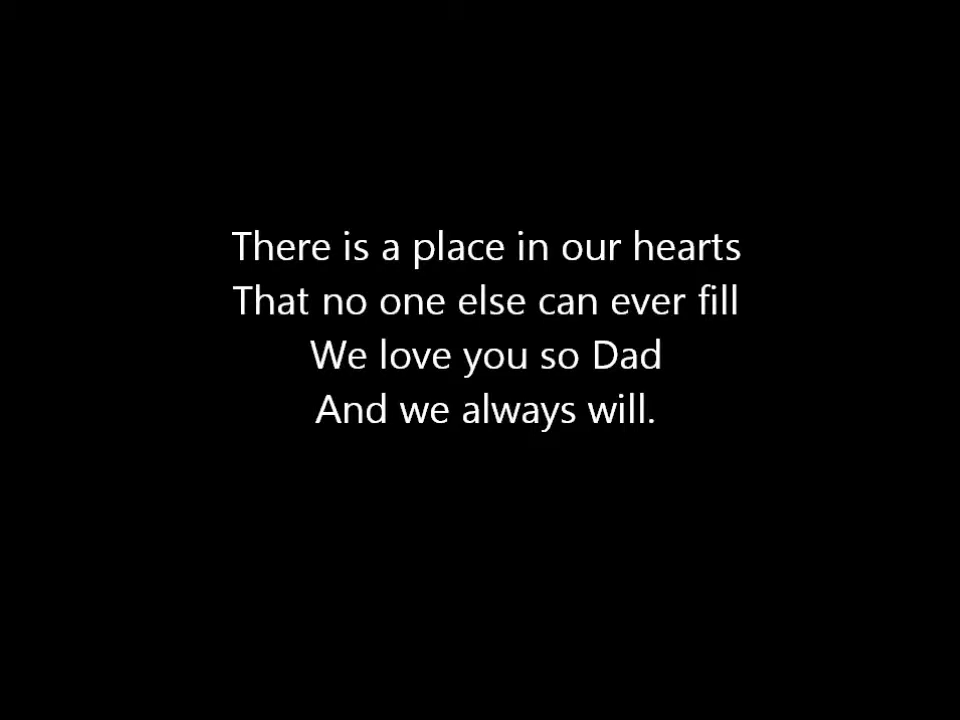 There is a place in our hearts
That no one else can ever fill
We love you so Dad
And we always will.